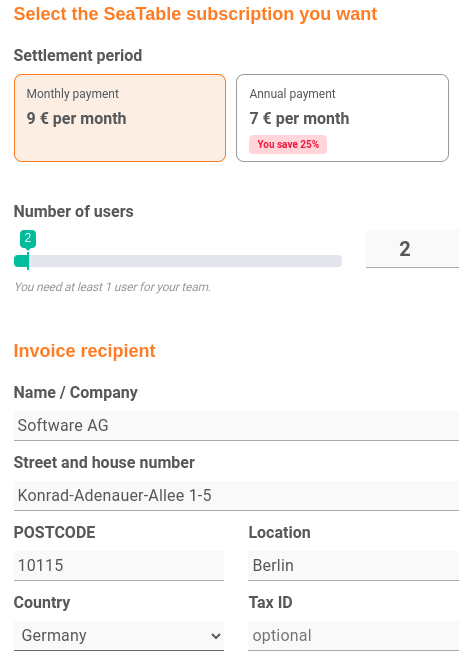 Select the SeaTable subscription you want
Settlement period
Monthly payment
9 € per month
Annual payment
7 € per month
You save 25%
Number of users
2
2
You need at least 1 user for your team.
Invoice recipient
Name / Company
Software AG
Street and house number
Konrad-Adenauer-Allee 1-5
POSTCODE Location
10115 Berlin
Country Tax ID
Germany optional